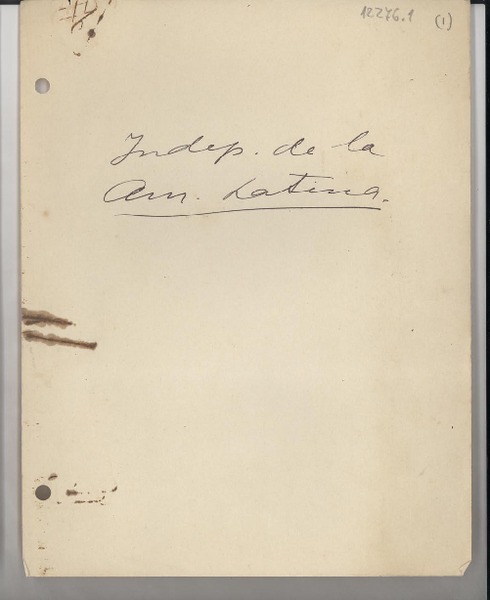 12276.1 (1)
Indep. de la
Am. Latina.